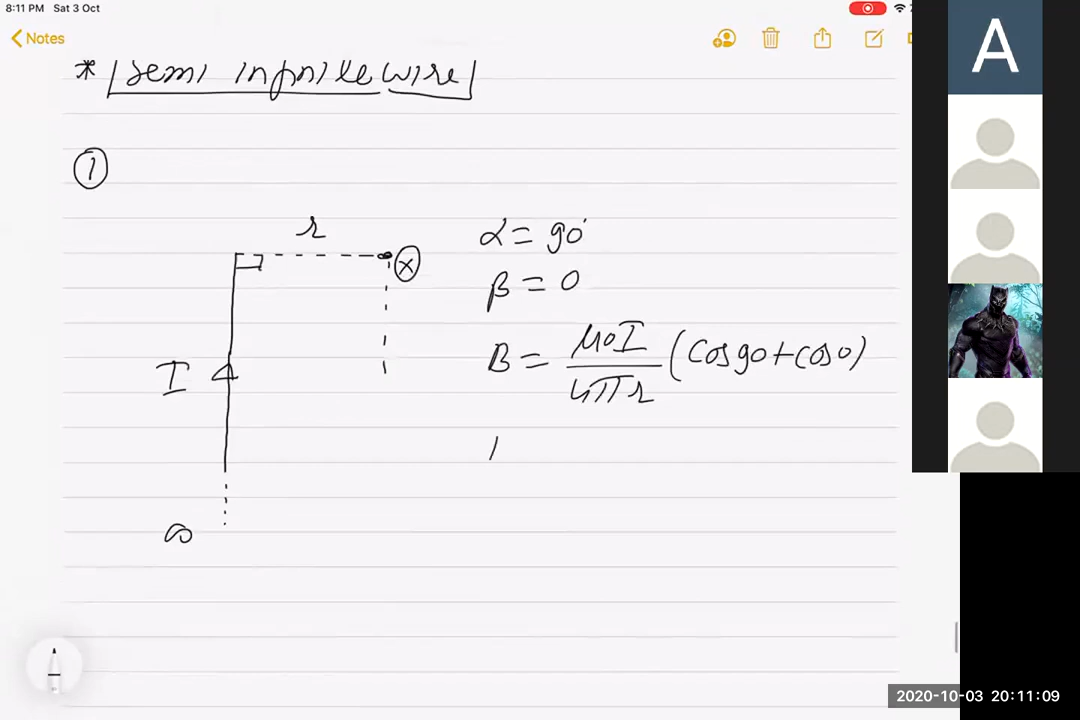 8:11 PM Sat 3 Oct
Notes
* Semi infinite wire
1
r
α = 90°
× 
β = 0
B = μ0I/4πr (Cos90+cos0)
I
∞
A
2020-10-03 20:11:09